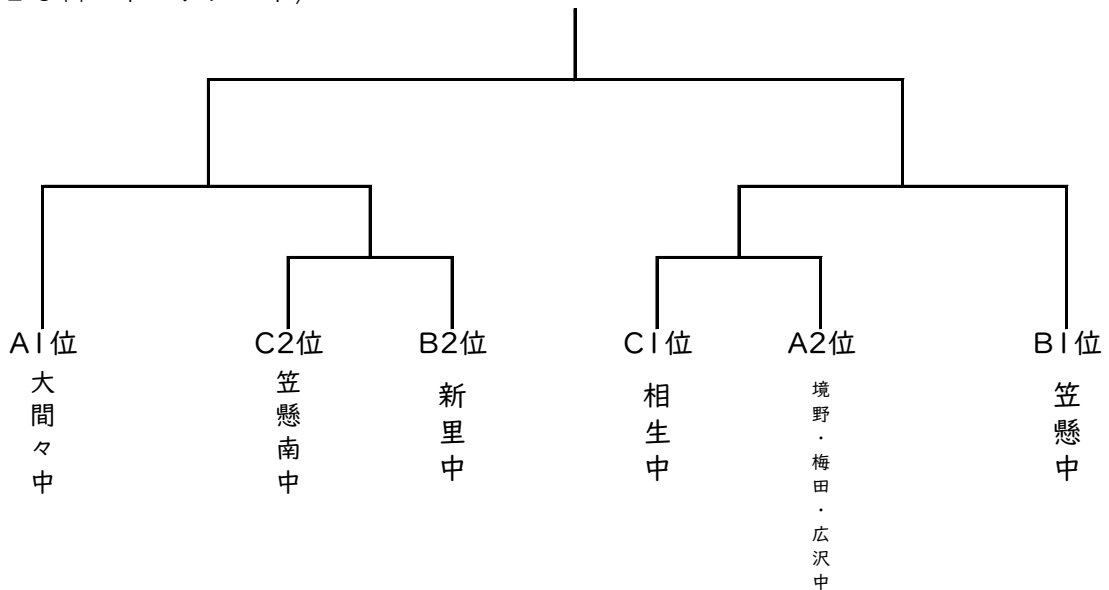 A1位
大間々中
C2位
笠懸南中
B2位
新里中
C1位
相生中
A2位
境野・梅田・広沢中
B1位
笠懸中